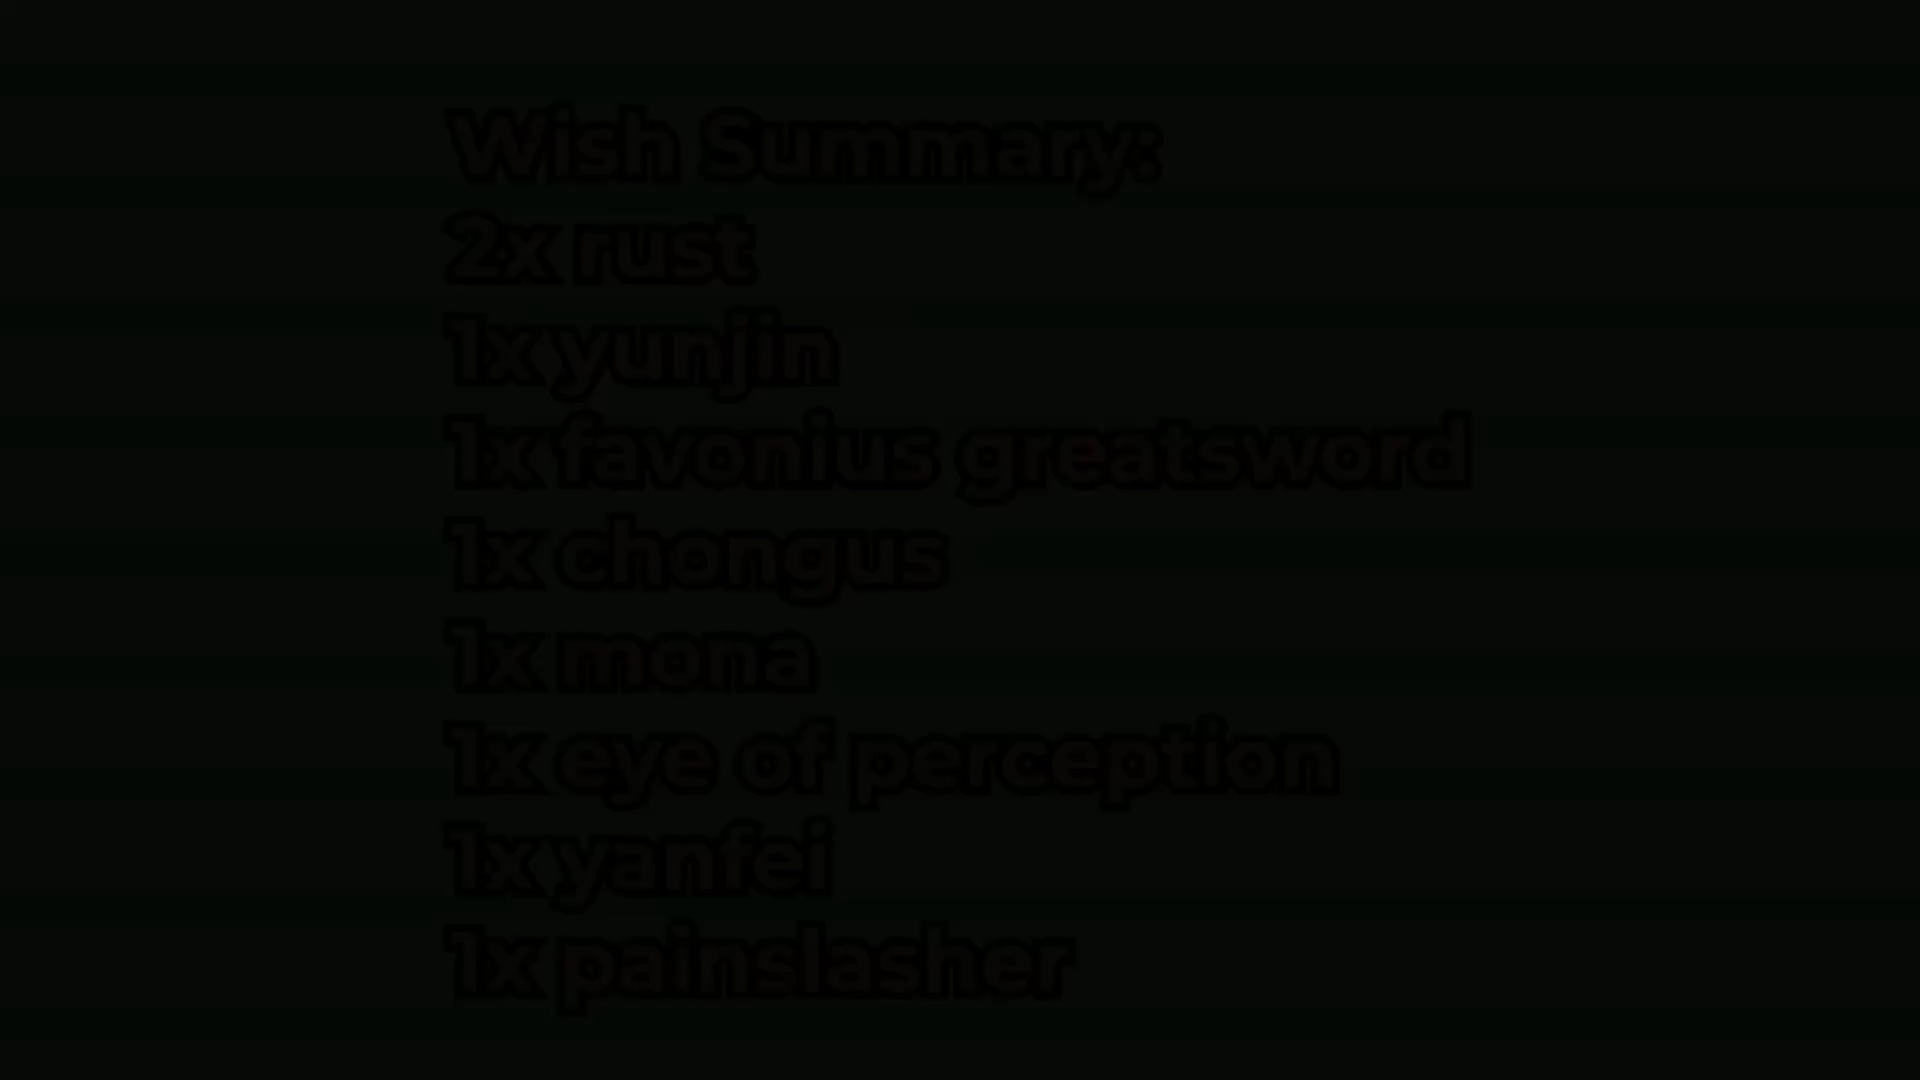 Wish Summary:
2x rust
1x yunjin
1x favonius greatsword
1x chongus
1x mona
1x eye of perception
1x yanfei
1x painslasher